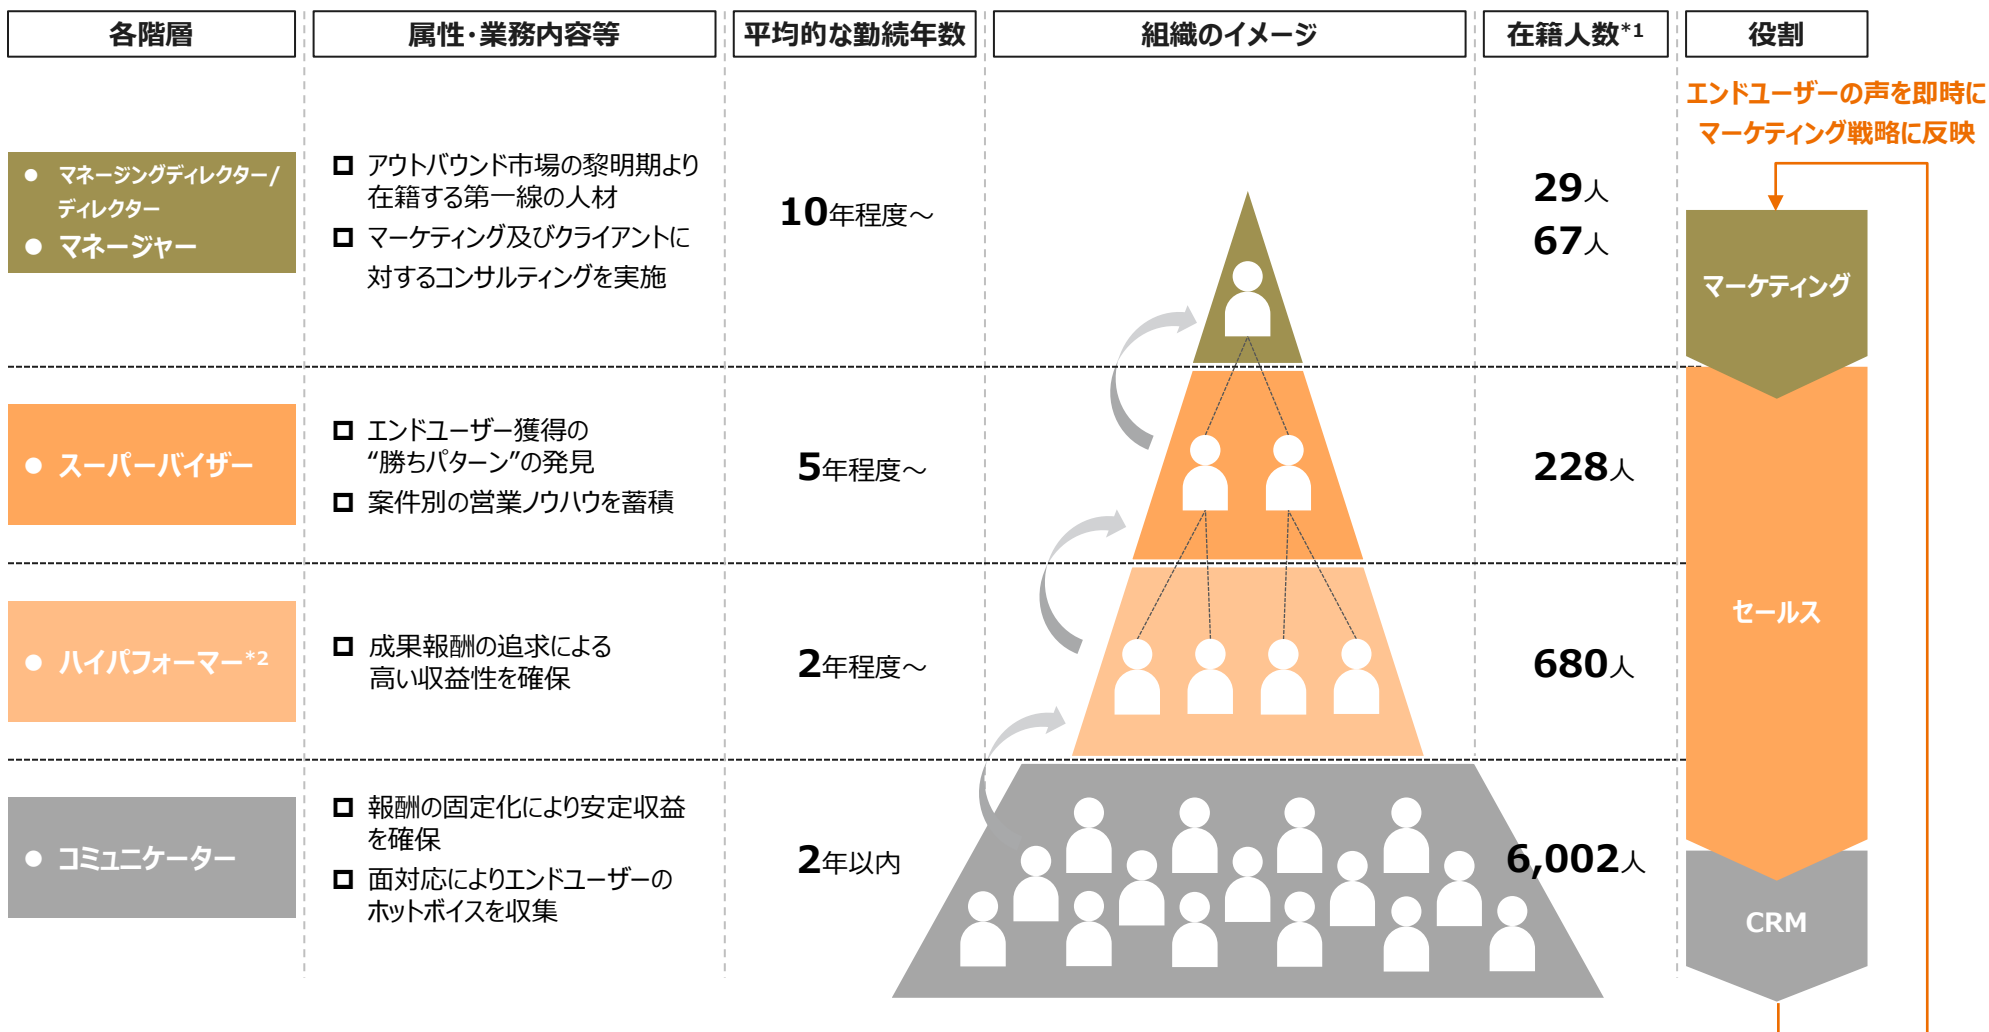 各階層
属性･業務内容等
平均的な勤続年数
組織のイメージ
在籍人数*1
役割
エンドユーザーの声を即時に
マーケティング戦略に反映
● マネージングディレクター/
ディレクター
● マネージャー
アウトバウンド市場の黎明期より
在籍する第一線の人材
マーケティング及びクライアントに
対するコンサルティングを実施
10年程度～
29人
67人
マーケティング
● スーパーバイザー
エンドユーザー獲得の
“勝ちパターン”の発見
案件別の営業ノウハウを蓄積
5年程度～
228人
セールス
● ハイパフォーマー*2
成果報酬の追求による
高い収益性を確保
2年程度～
680人
● コミュニケーター
報酬の固定化により安定収益
を確保
面対応によりエンドユーザーの
ホットボイスを収集
2年以内
6,002人
CRM